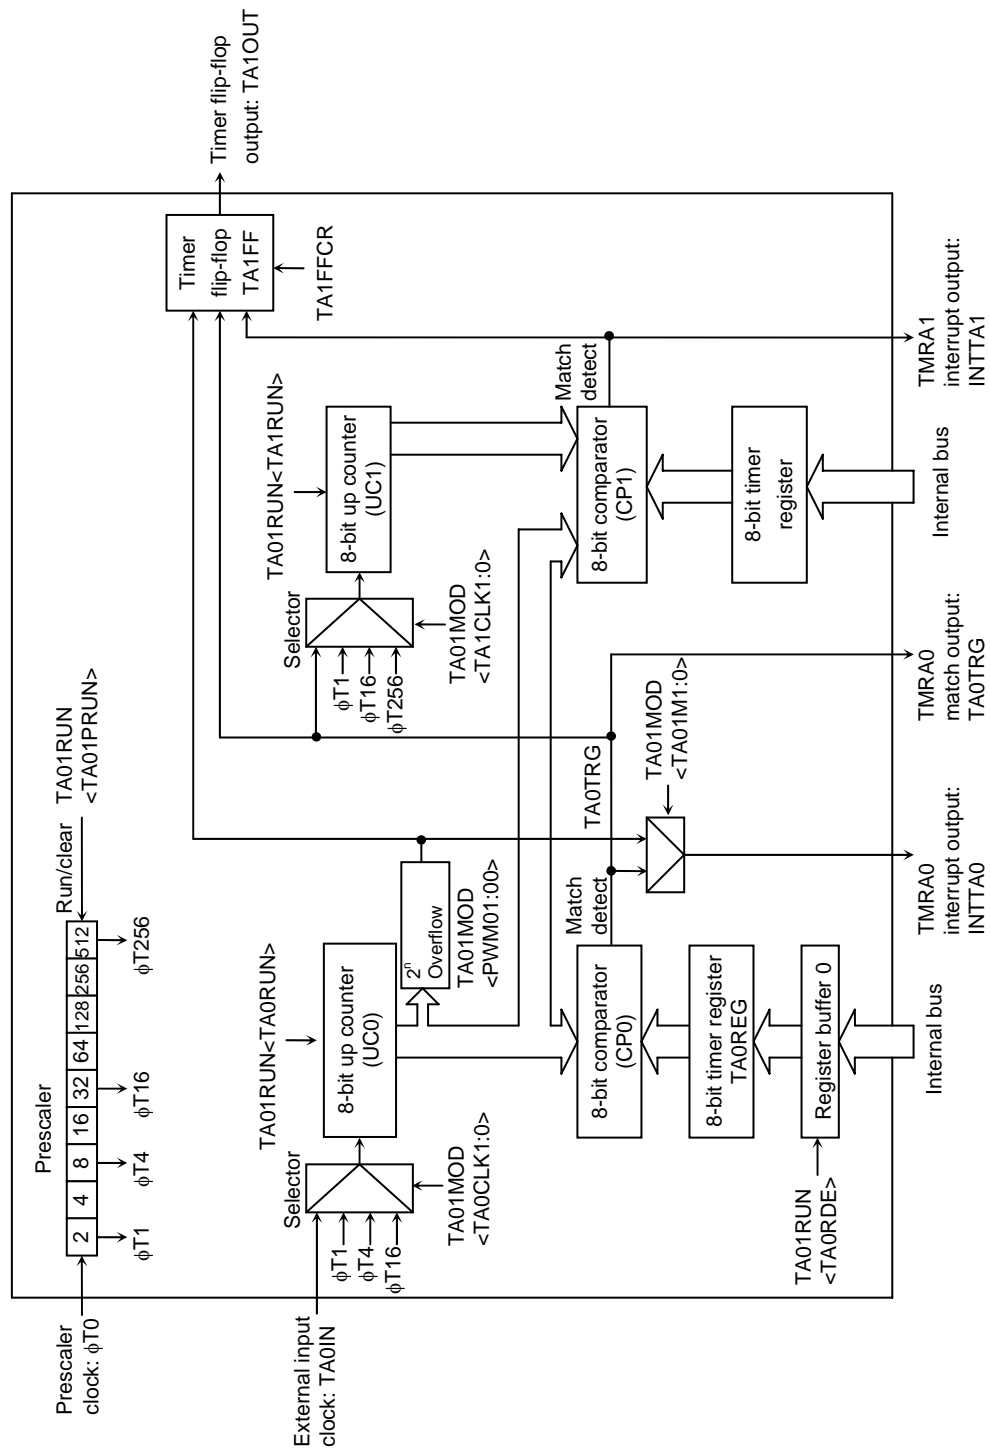 Prescaler
clock: ϕT0
Prescaler
2 4 8 16 32 64 128 256 512
Run/clear
TA01RUN
<TA01PRUN>
ϕT1
ϕT4
ϕT16
ϕT256
External input
clock: TA0IN
Selector
ϕT1
ϕT4
ϕT16
TA01MOD
<TA0CLK1:0>
TA01RUN<TA0RUN>
8-bit up counter
(UC0)
2n
Overflow
TA01MOD
<PWM01:00>
Selector
ϕT1
ϕT16
ϕT256
TA01MOD
<TA1CLK1:0>
TA01RUN<TA1RUN>
8-bit up counter
(UC1)
Timer
flip-flop
TA1FF
TA1FFCR
Timer flip-flop
output: TA1OUT
8-bit comparator
(CP0)
Match
detect
TA0TRG
8-bit timer register
TA0REG
Register buffer 0
TA01RUN
<TA0RDE>
TA01MOD
<TA01M1:0>
8-bit comparator
(CP1)
Match
detect
8-bit timer
register
Internal bus
TMRA0
interrupt output:
INTTA0
TMRA0
match output:
TA0TRG
Internal bus
TMRA1
interrupt output:
INTTA1